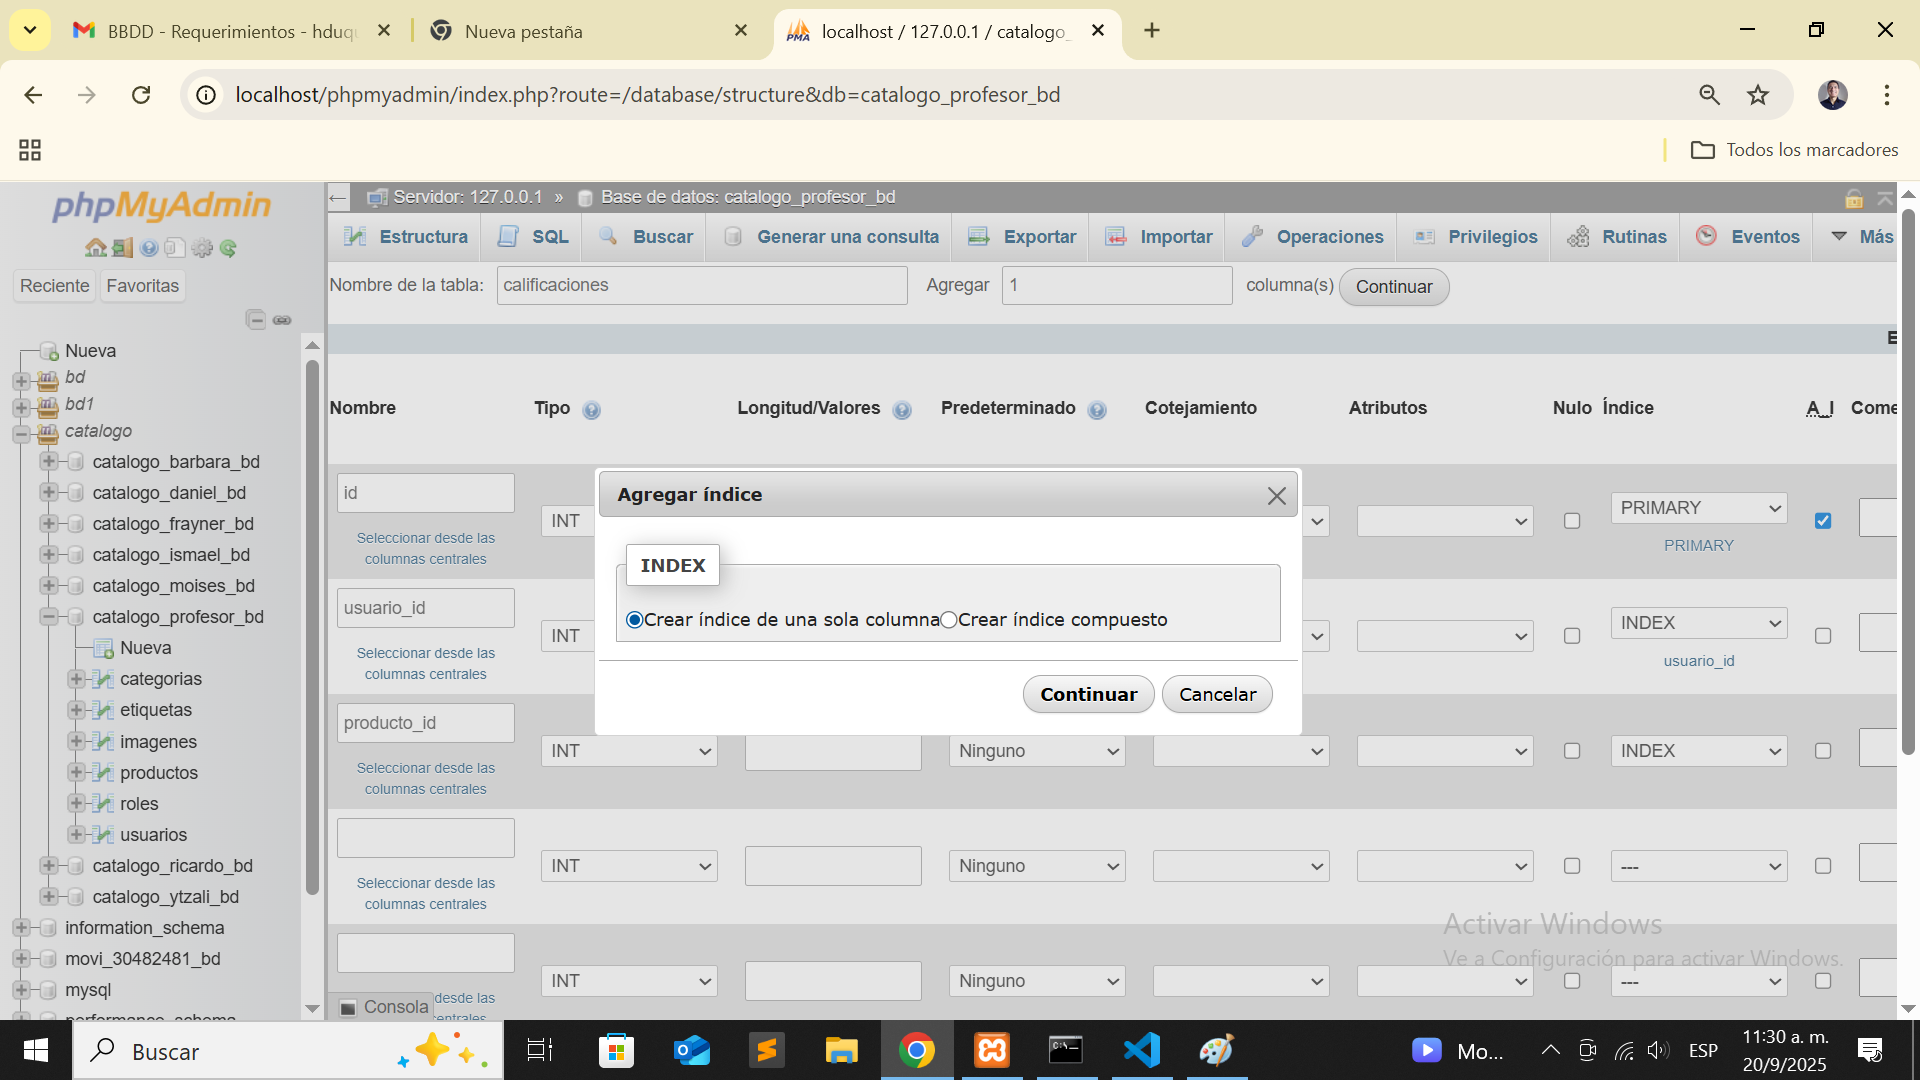 BBDD - Requerimientos - hduq
Nueva pestaña
localhost / 127.0.0.1 / catalogo_
localhost/phpmyadmin/index.php?route=/database/structure&db=catalogo_profesor_bd
Todos los marcadores
phpMyAdmin
Reciente
Favoritas
Nueva
bd
bd1
catalogo
catalogo_barbara_bd
catalogo_daniel_bd
catalogo_frayner_bd
catalogo_ismael_bd
catalogo_moises_bd
catalogo_profesor_bd
Nueva
categorias
etiquetas
imagenes
productos
roles
usuarios
catalogo_ricardo_bd
catalogo_ytzali_bd
information_schema
movi_30482481_bd
mysql
performance_schema
Servidor: 127.0.0.1 » Base de datos: catalogo_profesor_bd
Estructura SQL Buscar Generar una consulta Exportar Importar Operaciones Privilegios Rutinas Eventos Más
Nombre de la tabla: calificaciones Agregar 1 columna(s) Continuar
E
Nombre Tipo Longitud/Valores Predeterminado Cotejamiento Atributos Nulo Índice A_I Come
id
Seleccionar desde las
columnas centrales
INT
PRIMARY
PRIMARY
Agregar índice
INDEX
Crear índice de una sola columna Crear índice compuesto
Continuar Cancelar
usuario_id
Seleccionar desde las
columnas centrales
INT
INDEX
usuario_id
producto_id
Seleccionar desde las
columnas centrales
INT Ninguno INDEX
Seleccionar desde las
columnas centrales
INT Ninguno ---
INT Ninguno ---
desde las
entrales
Consola
Activar Windows
Ve a Configuración para activar Windows.
Buscar
Mo...
ESP
11:30 a. m.
20/9/2025